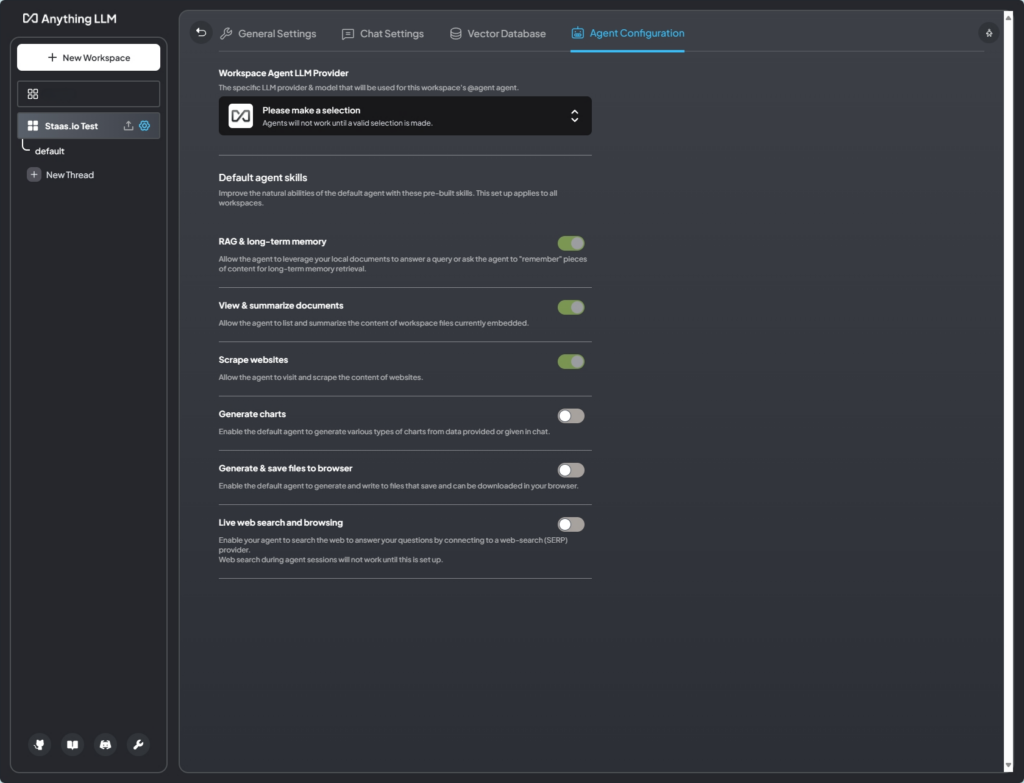 Anything LLM
New Workspace
Staas.io Test
default
New Thread
General Settings
Chat Settings
Vector Database
Agent Configuration
Workspace Agent LLM Provider
The specific LLM provider & model that will be used for this workspace's @agent agent.
Please make a selection
Agents will not work until a valid selection is made.
Default agent skills
Improve the natural abilities of the default agent with these pre-built skills. This set up applies to all
workspaces.
RAG & long-term memory
Allow the agent to leverage your local documents to answer a query or ask the agent to "remember" pieces
of content for long-term memory retrieval.
View & summarize documents
Allow the agent to list and summarize the content of workspace files currently embedded.
Scrape websites
Allow the agent to visit and scrape the content of websites.
Generate charts
Enable the default agent to generate various types of charts from data provided or given in chat.
Generate & save files to browser
Enable the default agent to generate and write to files that save and can be downloaded in your browser.
Live web search and browsing
Enable your agent to search the web to answer your questions by connecting to a web-search (SERP)
provider.
Web search during agent sessions will not work until this is set up.